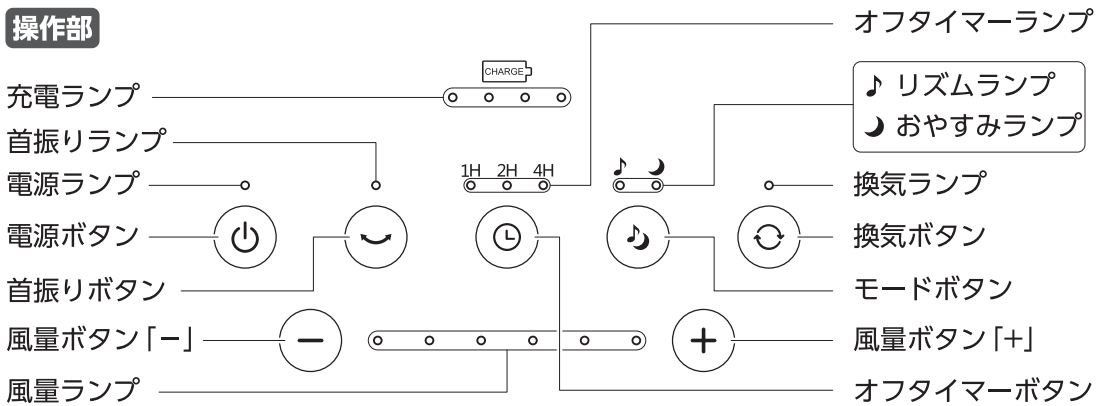 操作部
オフタイマーランプ
CHARGE
充電ランプ
♪ リズムランプ
おやすみランプ
首振りランプ
1H 2H 4H
♪
電源ランプ
換気ランプ
電源ボタン
換気ボタン
首振りボタン
モードボタン
風量ボタン「−」
風量ボタン「+」
風量ランプ
オフタイマーボタン